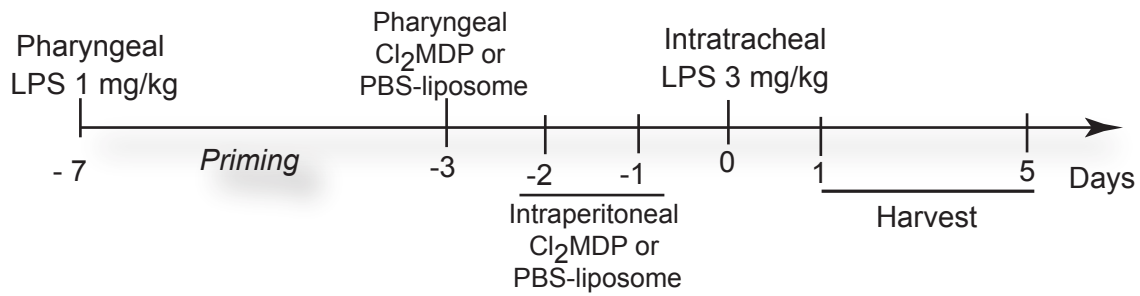 Pharyngeal
LPS 1 mg/kg
Pharyngeal
Cl2MDP or
PBS-liposome
Intratracheal
LPS 3 mg/kg
- 7
Priming
-3
-2
-1
0
1
5
Days
Intraperitoneal
Cl2MDP or
PBS-liposome
Harvest